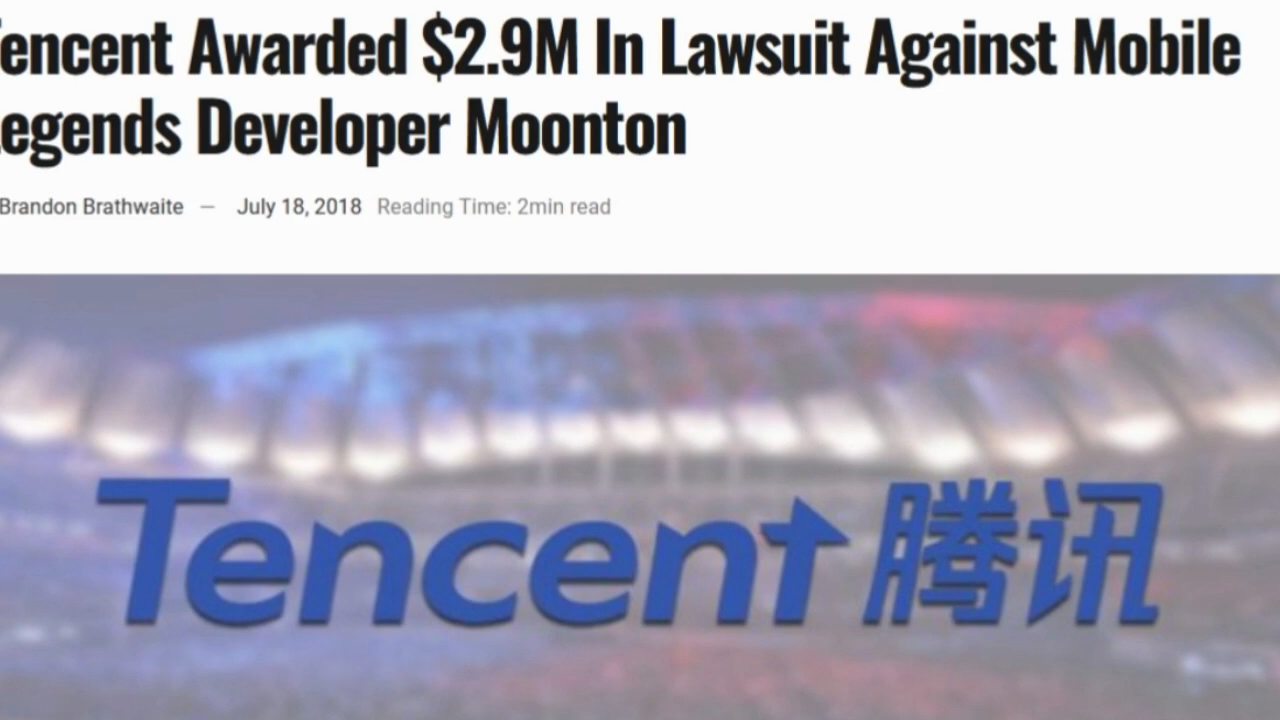 encent Awarded $2.9M In Lawsuit Against Mobile
egends Developer Moonton
Brandon Brathwaite — July 18, 2018 Reading Time: 2min read
Tencent 腾讯